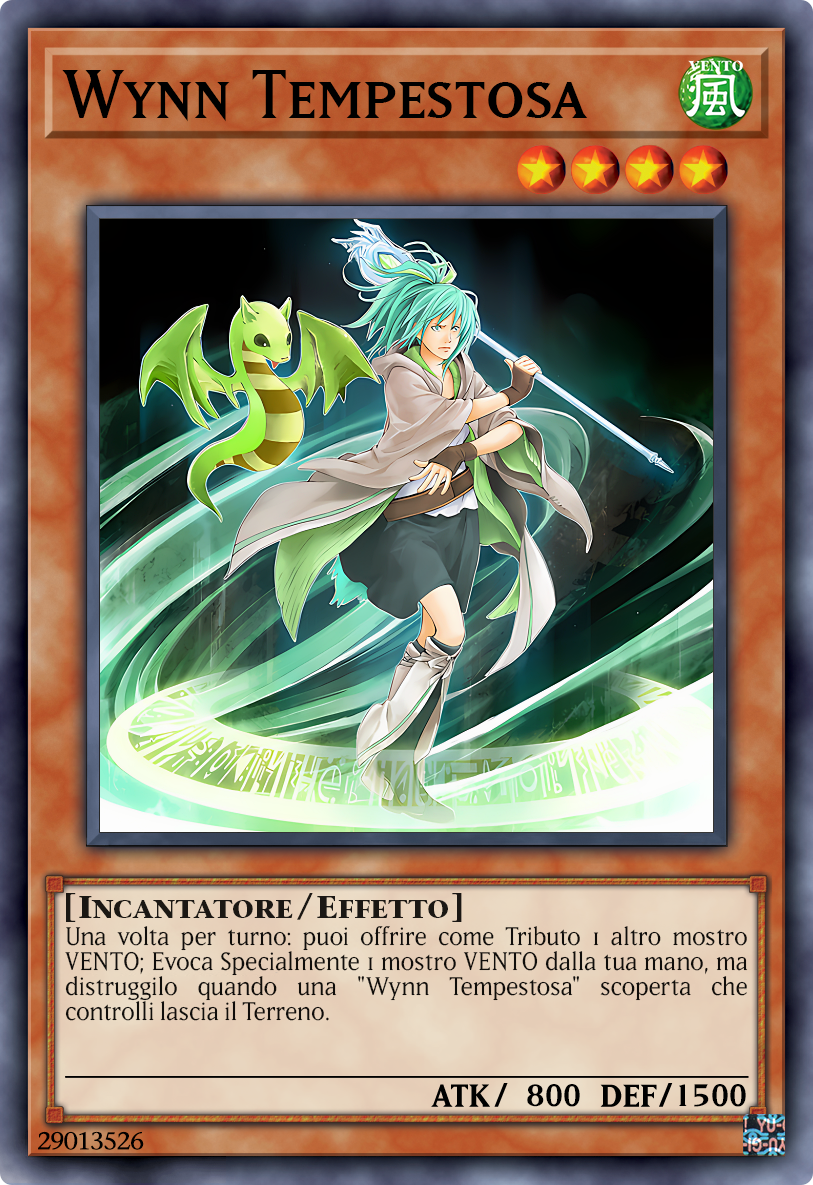 Wynn Tempestosa
VENTO
風
[Incantatore/Effetto]
Una volta per turno: puoi offrire come Tributo 1 altro mostro
VENTO; Evoca Specialmente 1 mostro VENTO dalla tua mano, ma
distruggilo quando una "Wynn Tempestosa" scoperta che
controlli lascia il Terreno.
ATK/ 800 DEF/1500
29013526